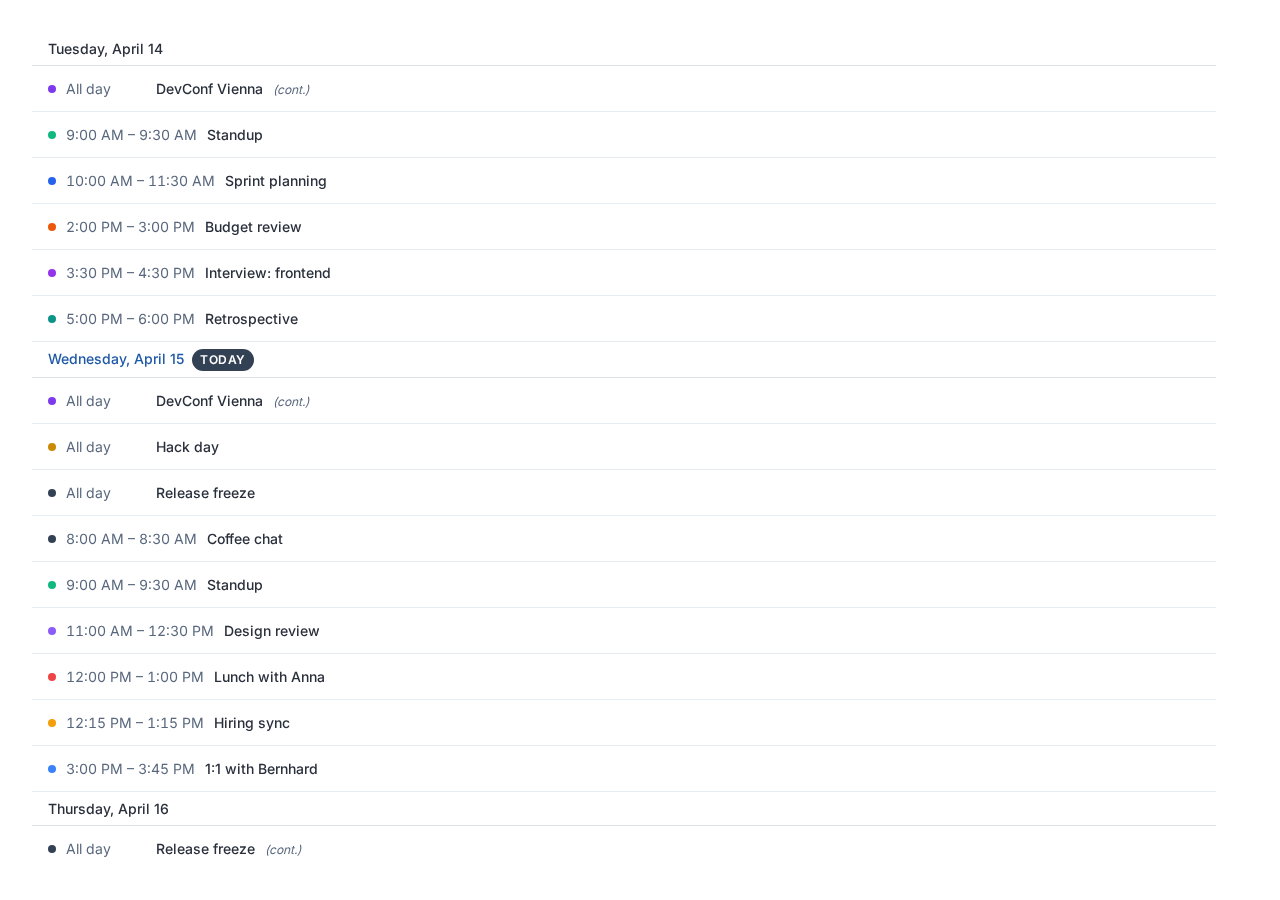 Tuesday, April 14
All day DevConf Vienna (cont.)
9:00 AM – 9:30 AM Standup
10:00 AM – 11:30 AM Sprint planning
2:00 PM – 3:00 PM Budget review
3:30 PM – 4:30 PM Interview: frontend
5:00 PM – 6:00 PM Retrospective
Wednesday, April 15 TODAY
All day DevConf Vienna (cont.)
All day Hack day
All day Release freeze
8:00 AM – 8:30 AM Coffee chat
9:00 AM – 9:30 AM Standup
11:00 AM – 12:30 PM Design review
12:00 PM – 1:00 PM Lunch with Anna
12:15 PM – 1:15 PM Hiring sync
3:00 PM – 3:45 PM 1:1 with Bernhard
Thursday, April 16
All day Release freeze (cont.)